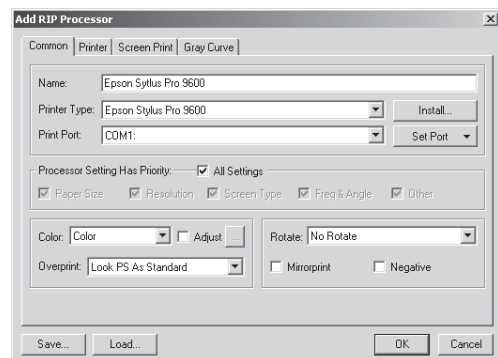 Add RIP Processor
Common Printer Screen Print Gray Curve
Name: Epson Sytlus Pro 9600
Printer Type: Epson Stylus Pro 9600 Install...
Print Port: COM1: Set Port
Processor Setting Has Priority: All Settings
Paper Size Resolution Screen Type Freq & Angle Other
Color: Color Adjust ... Rotate: No Rotate
Overprint: Look PS As Standard Mirrorprint Negative
Save... Load... OK Cancel